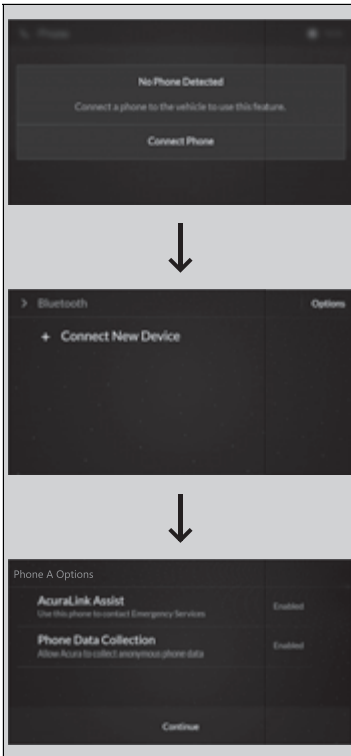 Phone
No Phone Detected
Connect a phone to the vehicle to use this feature.
Connect Phone
Bluetooth
Options
+ Connect New Device
Phone A Options
AcuraLink Assist
Use this phone to contact Emergency Services
Enabled
Phone Data Collection
Allow Acura to collect anonymous phone data
Enabled
Continue